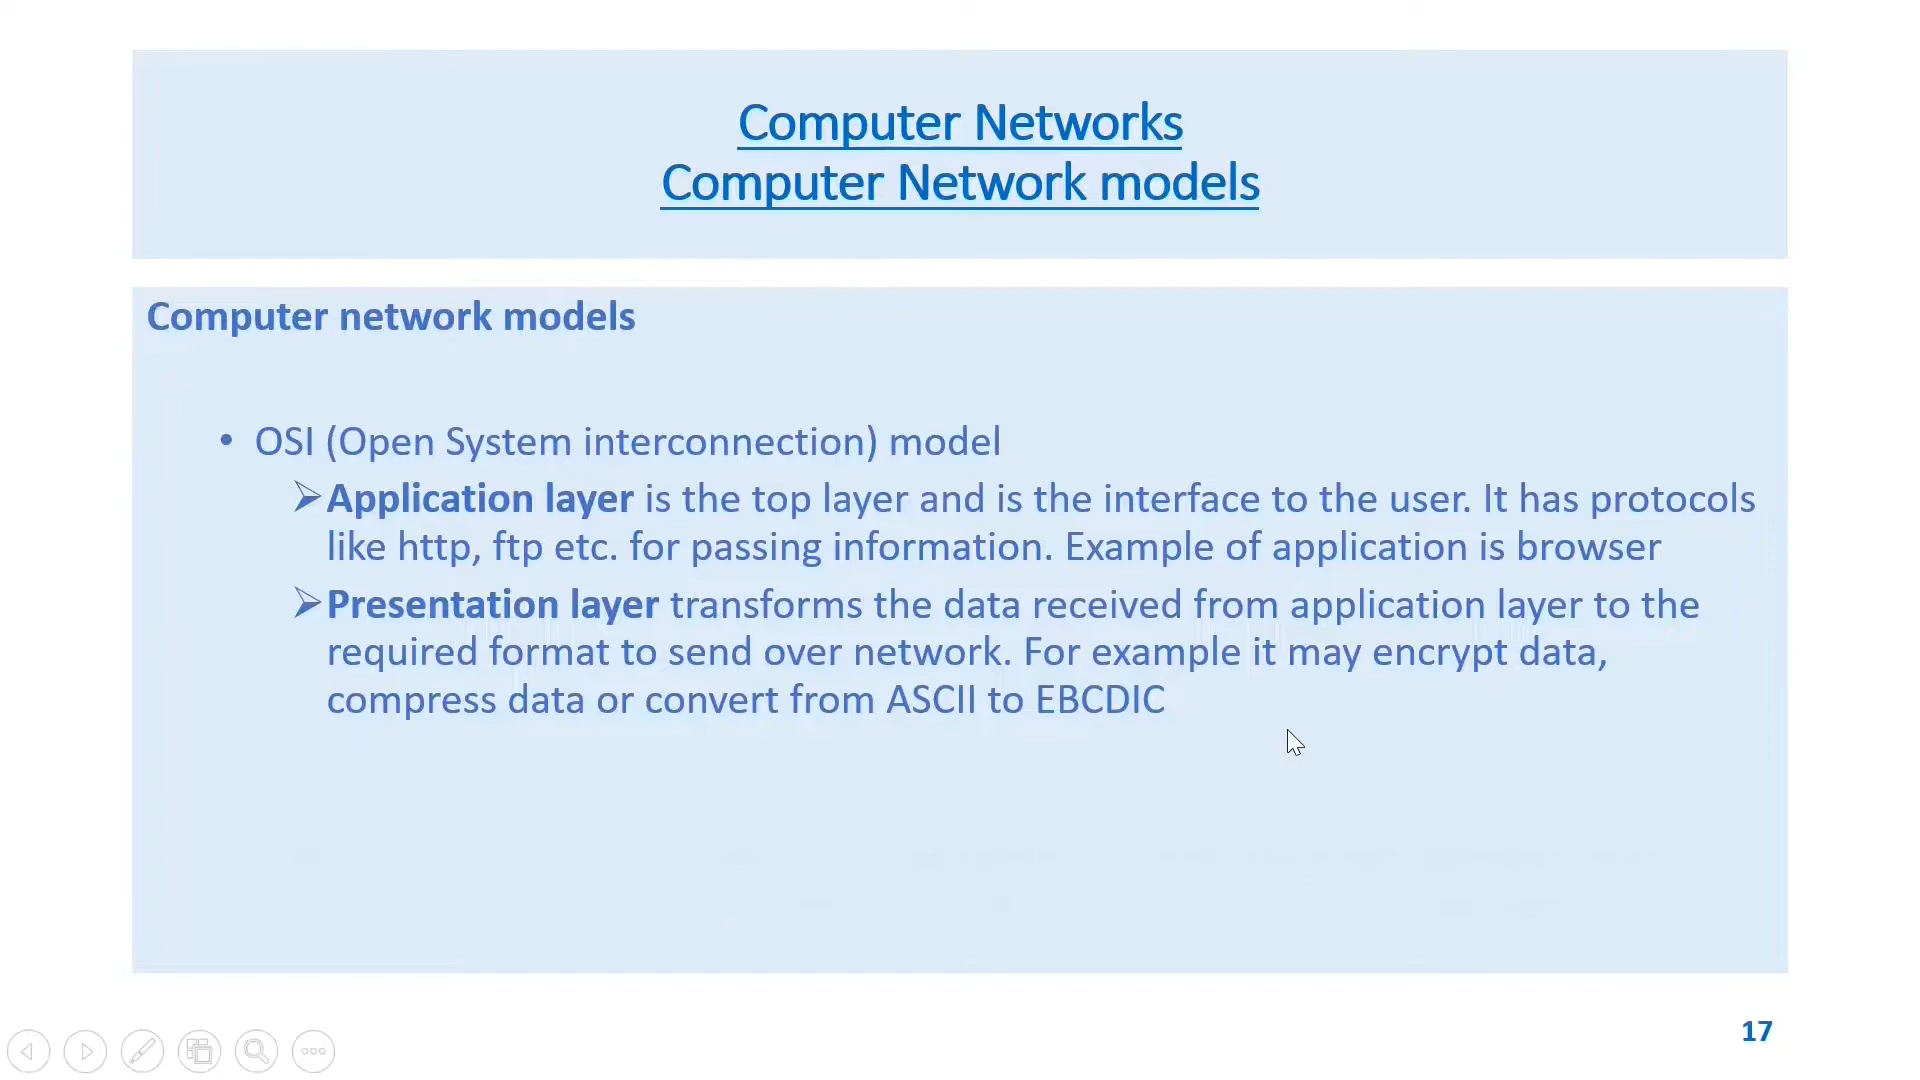 Computer Networks
Computer Network models
Computer network models
• OSI (Open System interconnection) model
➢Application layer is the top layer and is the interface to the user. It has protocols
like http, ftp etc. for passing information. Example of application is browser
➢Presentation layer transforms the data received from application layer to the
required format to send over network. For example it may encrypt data,
compress data or convert from ASCII to EBCDIC
17